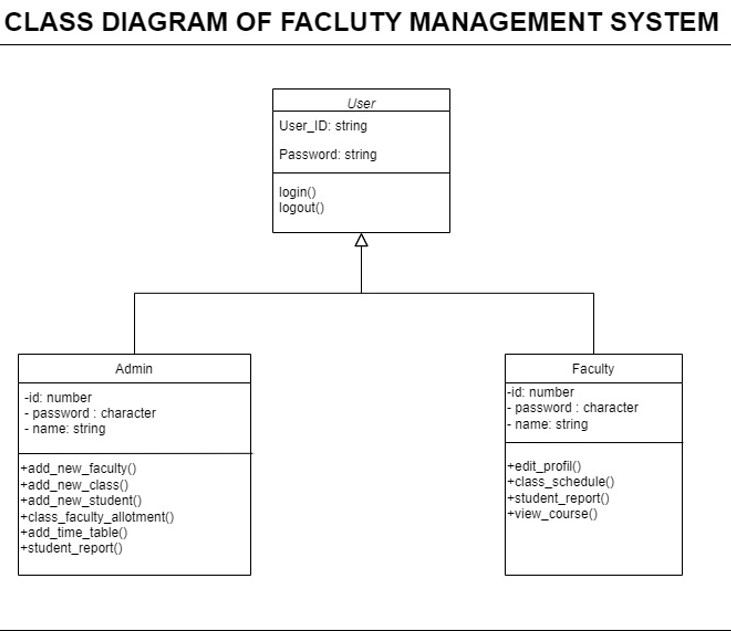 CLASS DIAGRAM OF FACLUTY MANAGEMENT SYSTEM
User
User_ID: string
Password: string
login()
logout()
Admin
-id: number
- password : character
- name: string
+add_new_faculty()
+add_new_class()
+add_new_student()
+class_faculty_allotment()
+add_time_table()
+student_report()
Faculty
-id: number
- password : character
- name: string
+edit_profil()
+class_schedule()
+student_report()
+view_course()